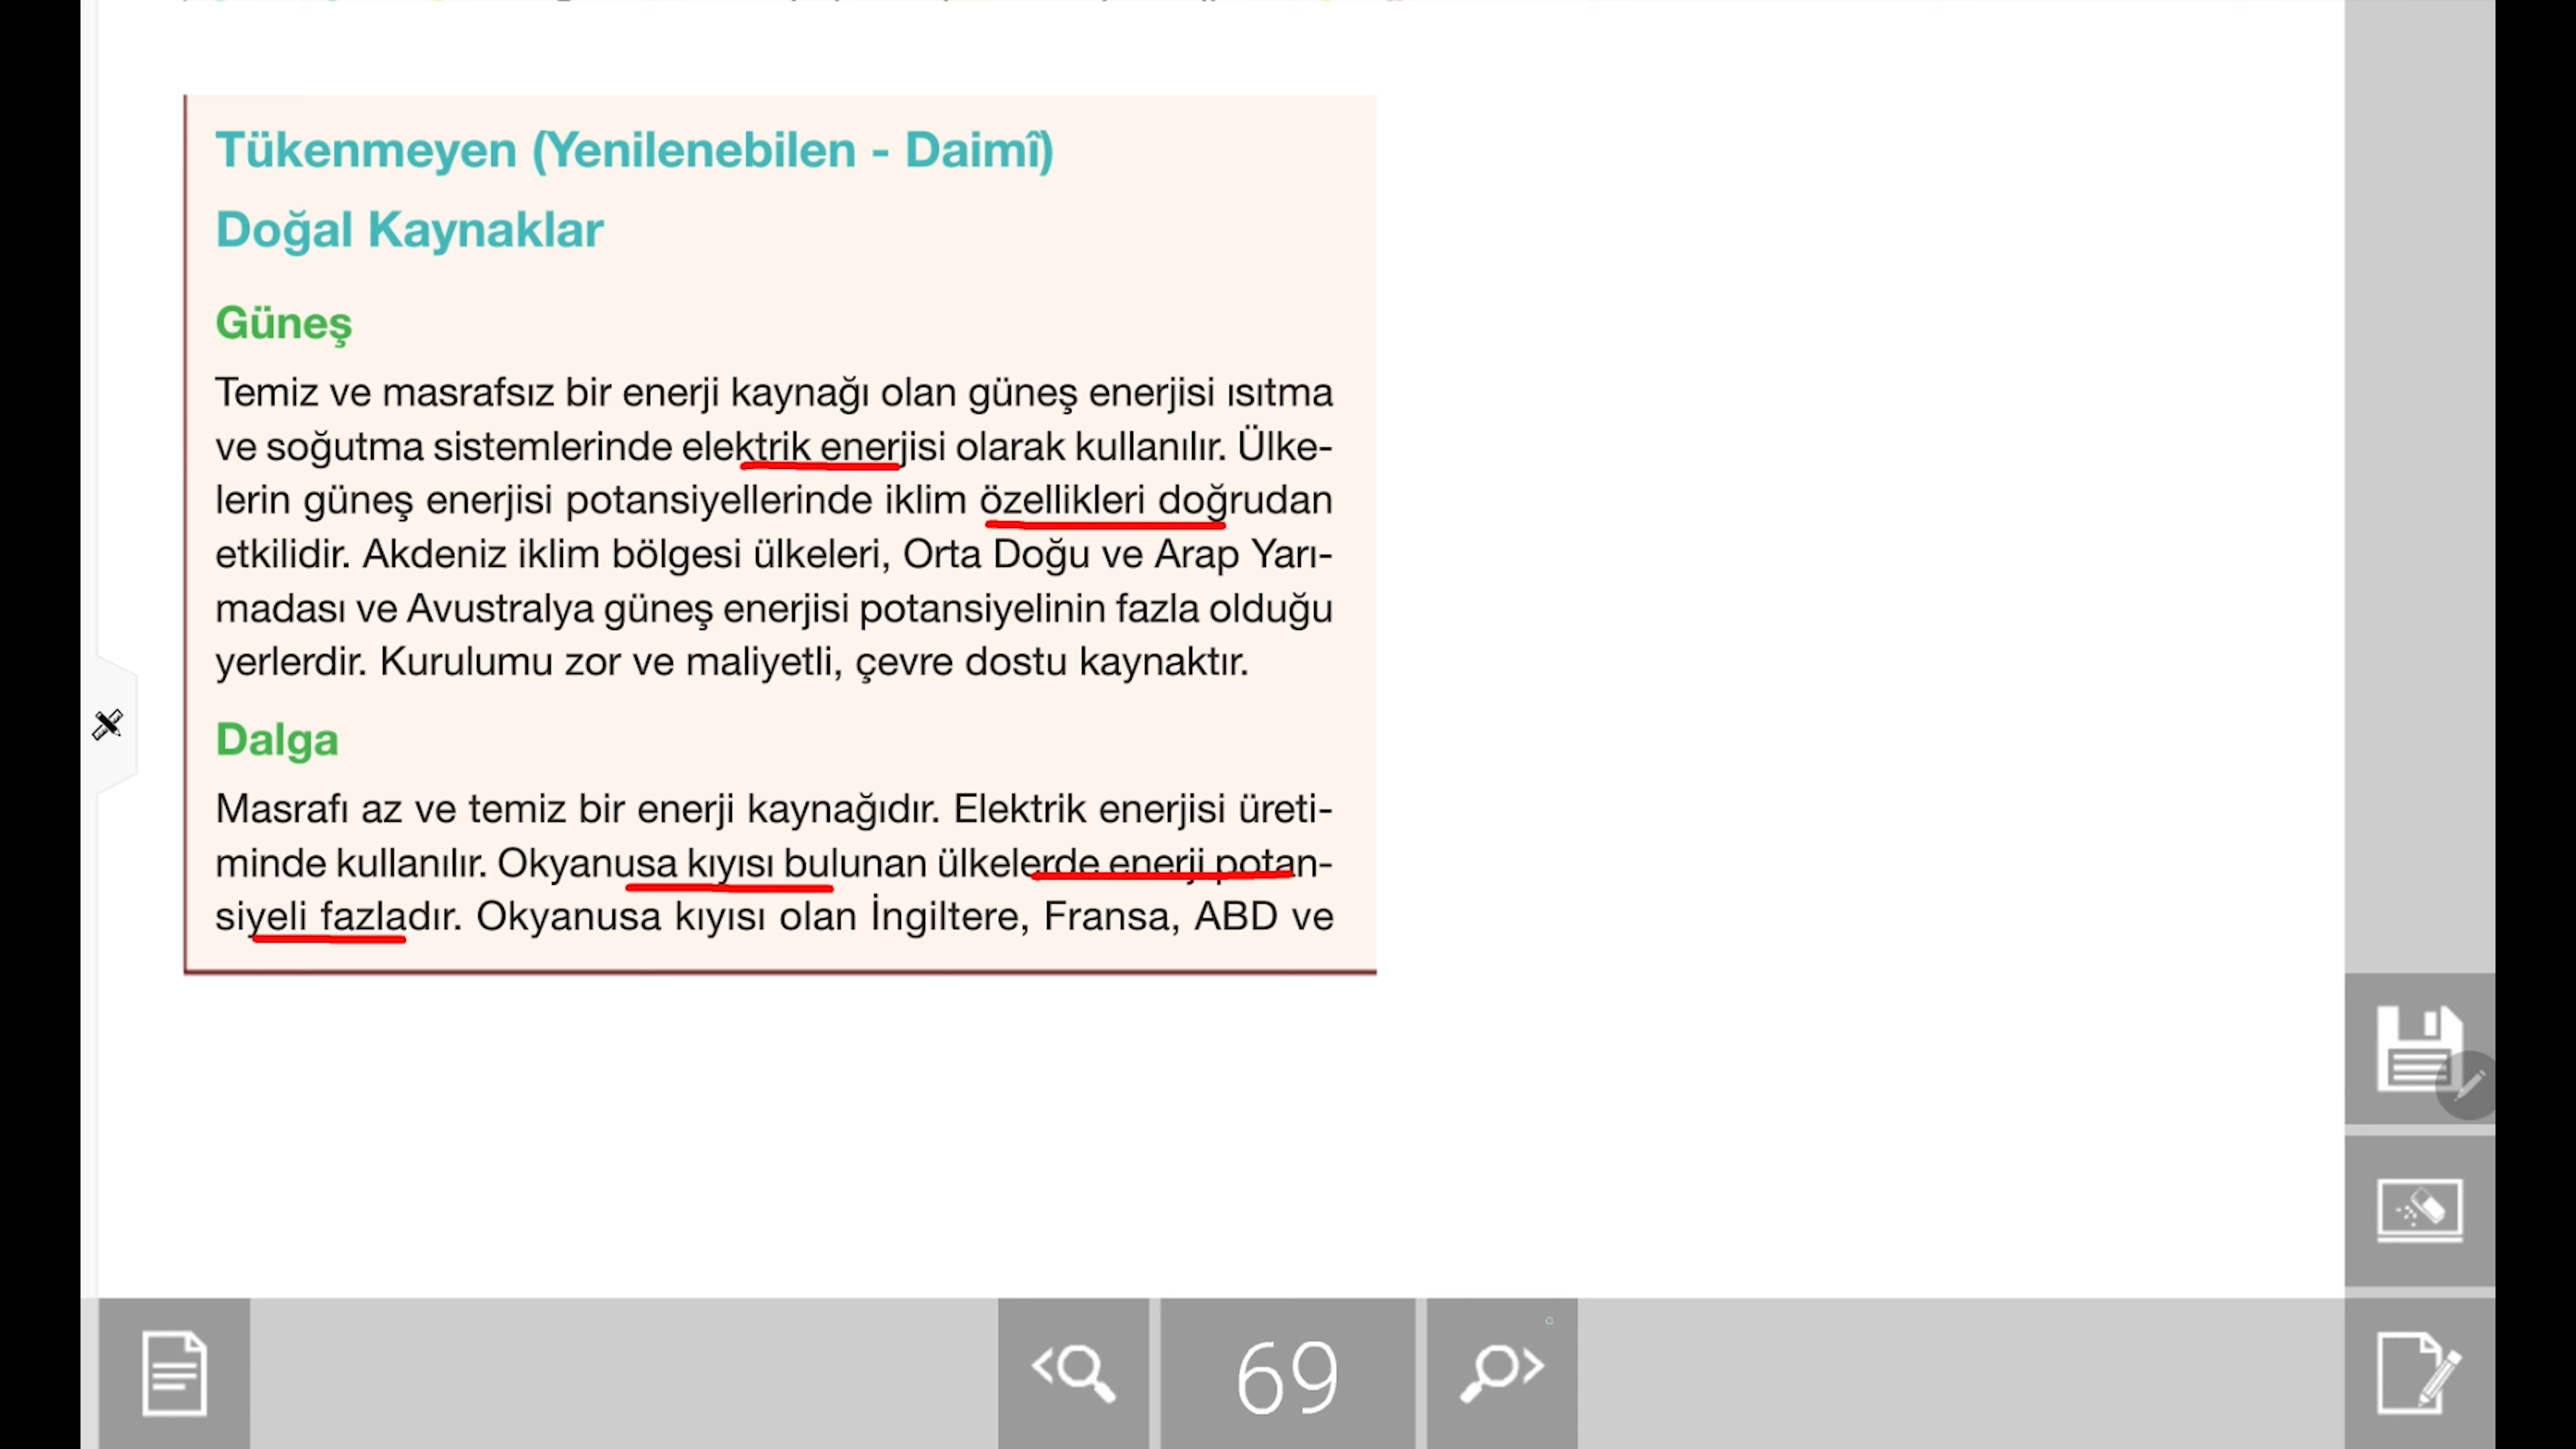 Tükenmeyen (Yenilenebilen - Daimî)
Doğal Kaynaklar
Güneş
Temiz ve masrafsız bir enerji kaynağı olan güneş enerjisi ısıtma
ve soğutma sistemlerinde elektrik enerjisi olarak kullanılır. Ülke-
lerin güneş enerjisi potansiyellerinde iklim özellikleri doğrudan
etkilidir. Akdeniz iklim bölgesi ülkeleri, Orta Doğu ve Arap Yarı-
madası ve Avustralya güneş enerjisi potansiyelinin fazla olduğu
yerlerdir. Kurulumu zor ve maliyetli, çevre dostu kaynaktır.
Dalga
Masrafı az ve temiz bir enerji kaynağıdır. Elektrik enerjisi üreti-
minde kullanılır. Okyanusa kıyısı bulunan ülkelerde enerji potan-
siyeli fazladır. Okyanusa kıyısı olan İngiltere, Fransa, ABD ve
69